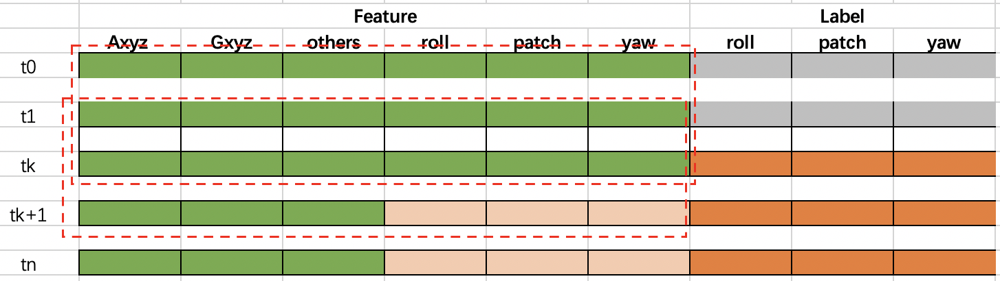 Feature Label
Axyz Gxyz others roll patch yaw roll patch yaw
t0
t1
tk
tk+1
tn